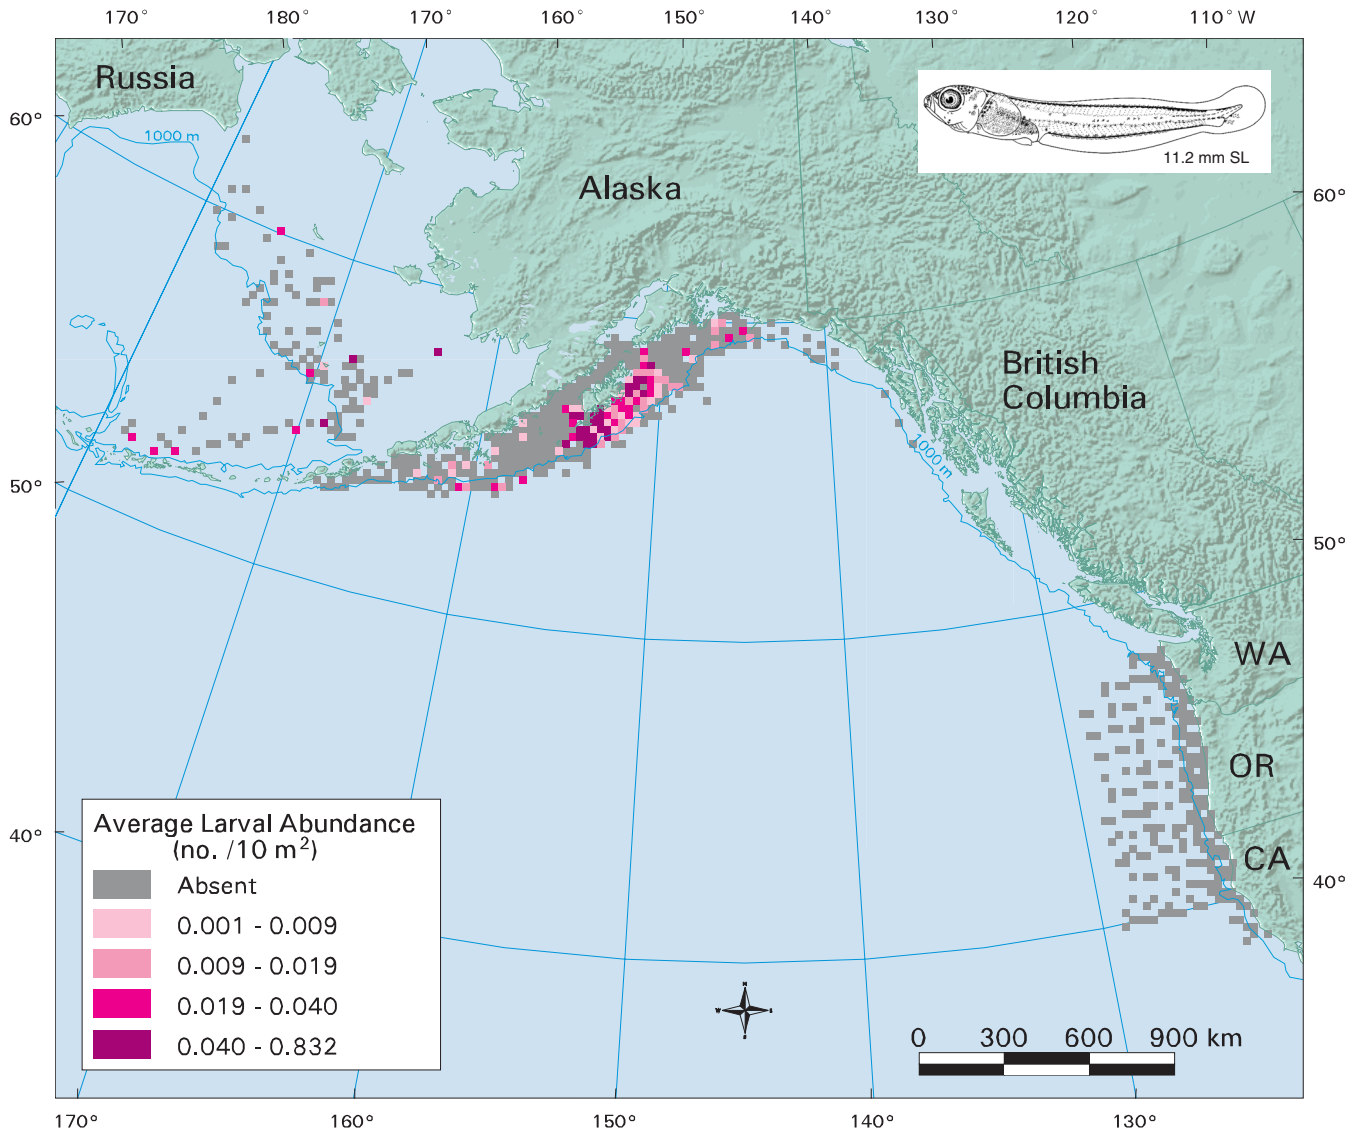 170° 180° 170° 160° 150° 140° 130° 120° 110° W
Russia
60°
1000 m
Alaska
11.2 mm SL
60°
British
Columbia
1000 m
50°
50°
WA
OR
CA
40°
40°
Average Larval Abundance
(no. /10 m²)
Absent
0.001 - 0.009
0.009 - 0.019
0.019 - 0.040
0.040 - 0.832
N
W E
S
0 300 600 900 km
170° 160° 150° 140° 130°